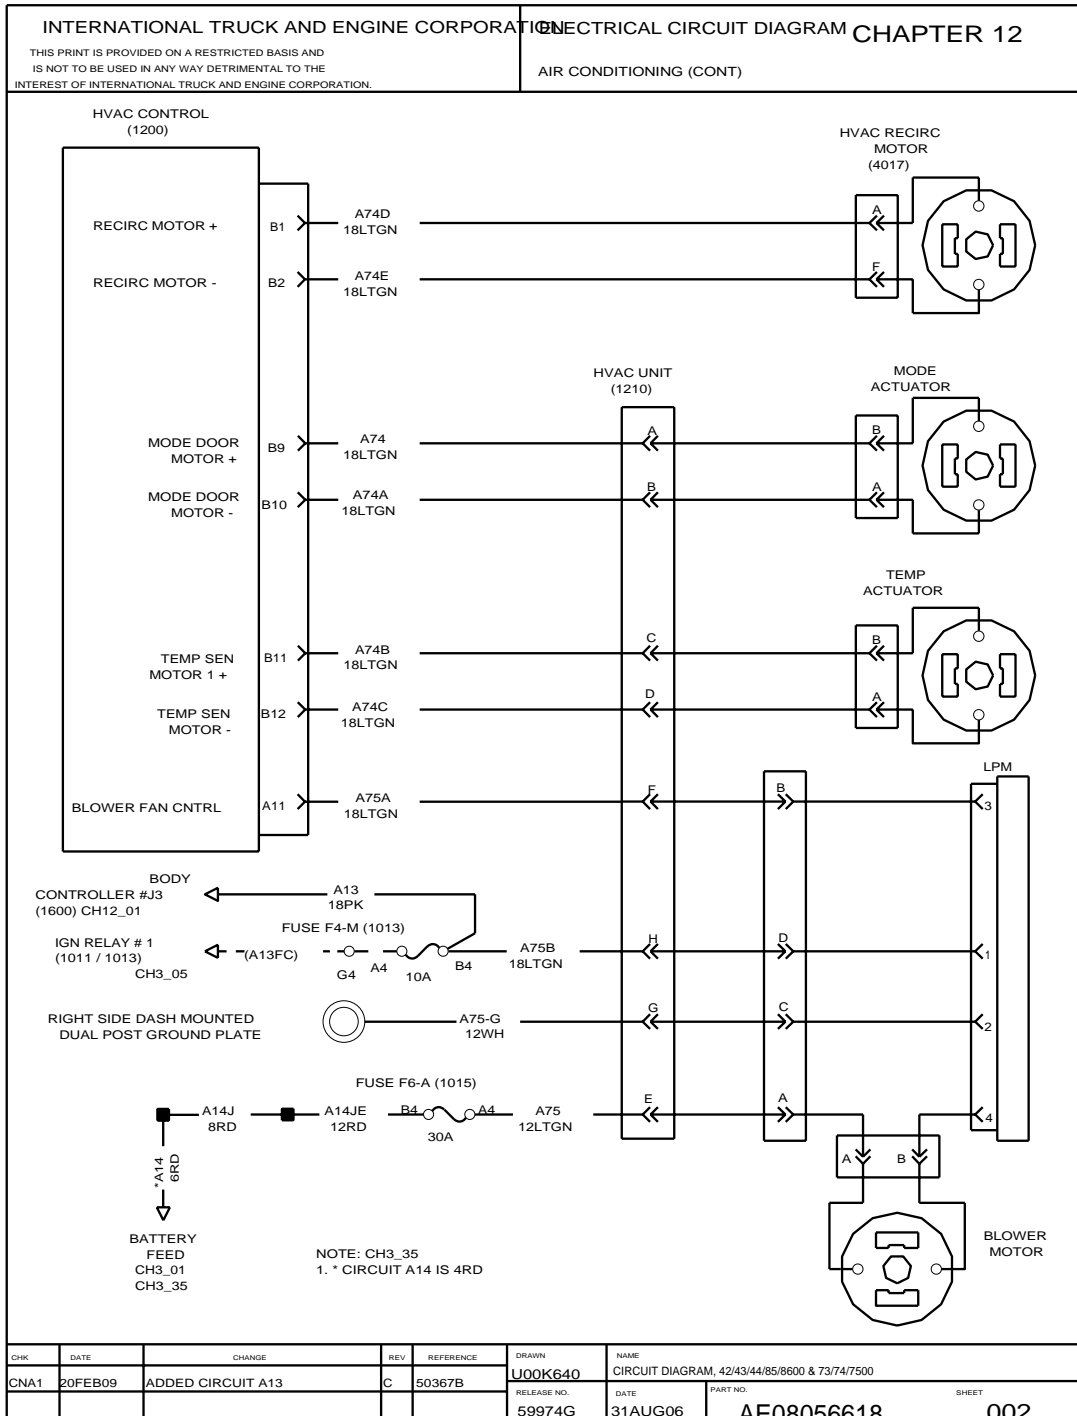 INTERNATIONAL TRUCK AND ENGINE CORPORATION
ELECTRICAL CIRCUIT DIAGRAM
CHAPTER 12
THIS PRINT IS PROVIDED ON A RESTRICTED BASIS AND
IS NOT TO BE USED IN ANY WAY DETRIMENTAL TO THE
INTEREST OF INTERNATIONAL TRUCK AND ENGINE CORPORATION.
AIR CONDITIONING (CONT)
HVAC CONTROL
(1200)
HVAC RECIRC
MOTOR
(4017)
RECIRC MOTOR +
B1
A74D
18LTGN
A
RECIRC MOTOR -
B2
A74E
18LTGN
F
HVAC UNIT
(1210)
MODE
ACTUATOR
MODE DOOR
MOTOR +
B9
A74
18LTGN
A
B
MODE DOOR
MOTOR -
B10
A74A
18LTGN
B
A
TEMP
ACTUATOR
TEMP SEN
MOTOR 1 +
B11
A74B
18LTGN
C
B
TEMP SEN
MOTOR -
B12
A74C
18LTGN
D
A
LPM
BLOWER FAN CNTRL
A11
A75A
18LTGN
F
B
3
BODY
CONTROLLER #J3
(1600) CH12_01
A13
18PK
FUSE F4-M (1013)
IGN RELAY # 1
(1011 / 1013)
CH3_05
(A13FC)
G4
A4
10A
B4
A75B
18LTGN
H
D
1
RIGHT SIDE DASH MOUNTED
DUAL POST GROUND PLATE
A75-G
12WH
G
C
2
FUSE F6-A (1015)
A14J
8RD
A14JE
12RD
B4
A4
30A
A75
12LTGN
E
A
4
*A14
6RD
A
B
BATTERY
FEED
CH3_01
CH3_35
NOTE: CH3_35
1. * CIRCUIT A14 IS 4RD
BLOWER
MOTOR
CHK
DATE
CHANGE
REV
REFERENCE
DRAWN
NAME
CNA1
20FEB09
ADDED CIRCUIT A13
C
50367B
U00K640
CIRCUIT DIAGRAM, 42/43/44/85/8600 & 73/74/7500
RELEASE NO.
DATE
PART NO.
SHEET
59974G
31AUG06
AE08056618
002